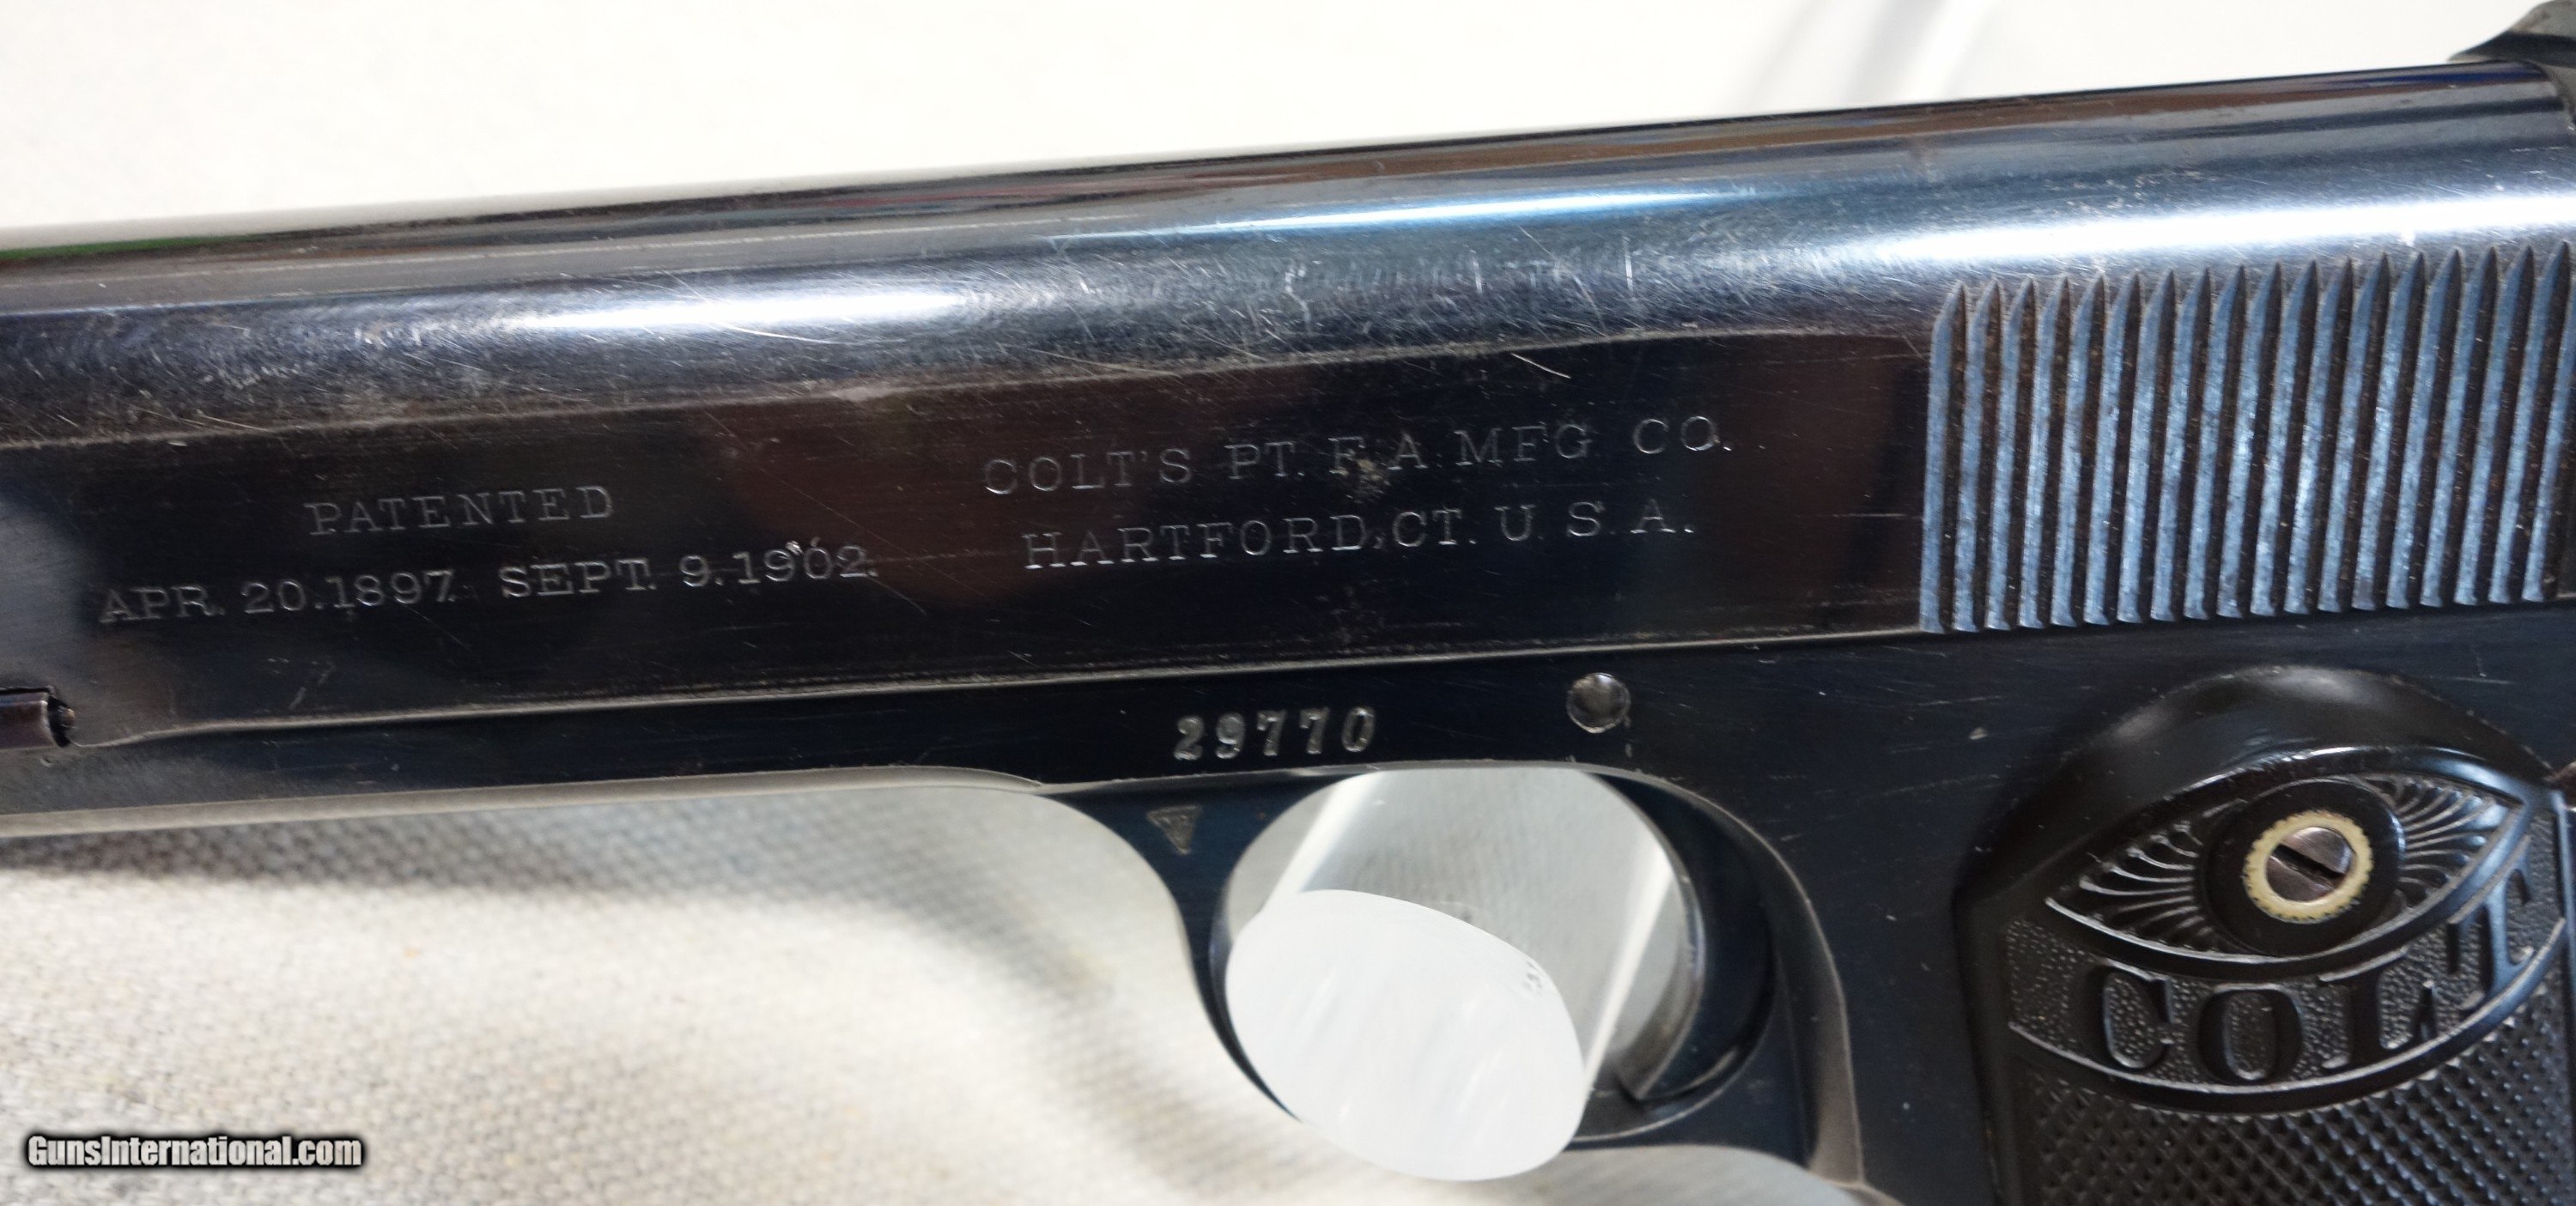 PATENTED
APR. 20.1897. SEPT. 9.1902.
COLT'S PT. F. A. MFG. CO.
HARTFORD, CT. U. S. A.
29770
COLT
GunsInternational.com